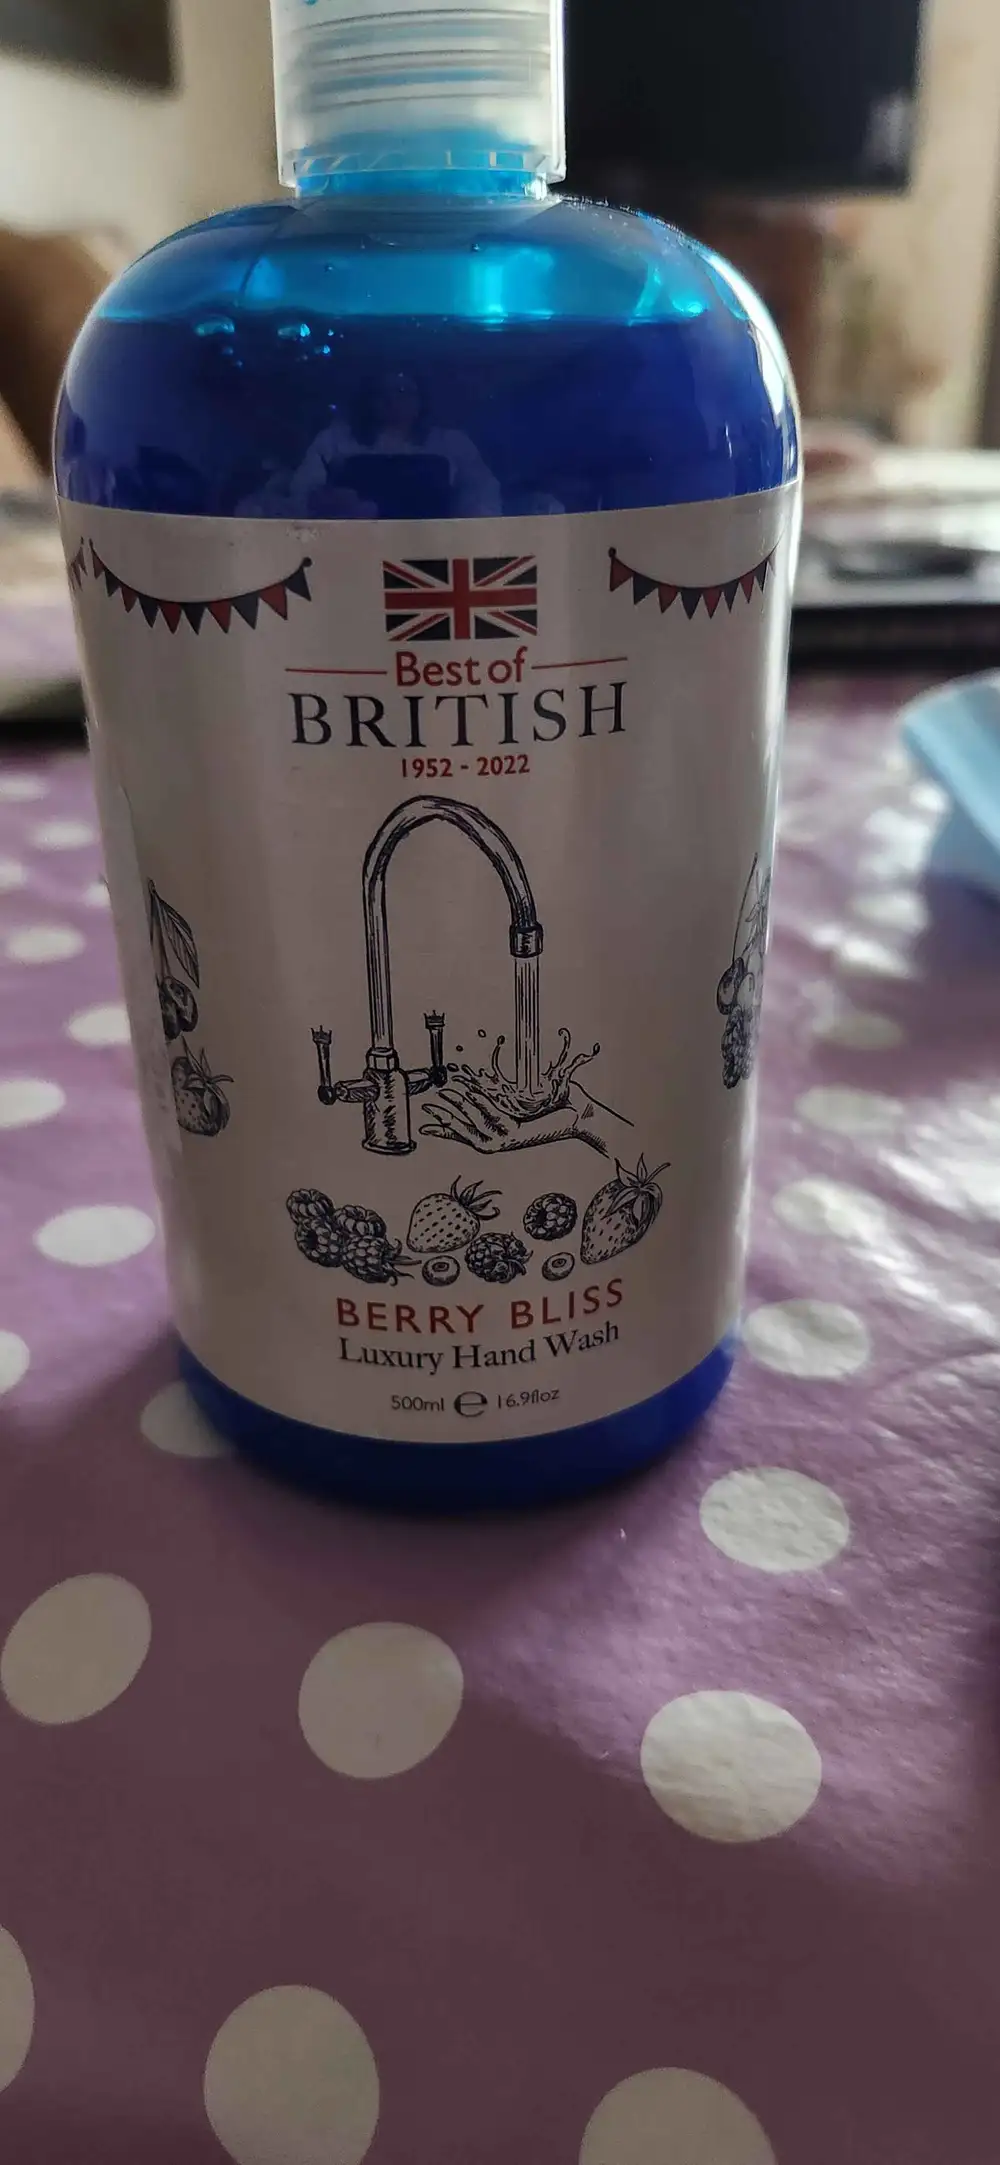 Best of
BRITISH
1952 - 2022
BERRY BLISS
Luxury Hand Wash
500ml ℮ 16.9floz